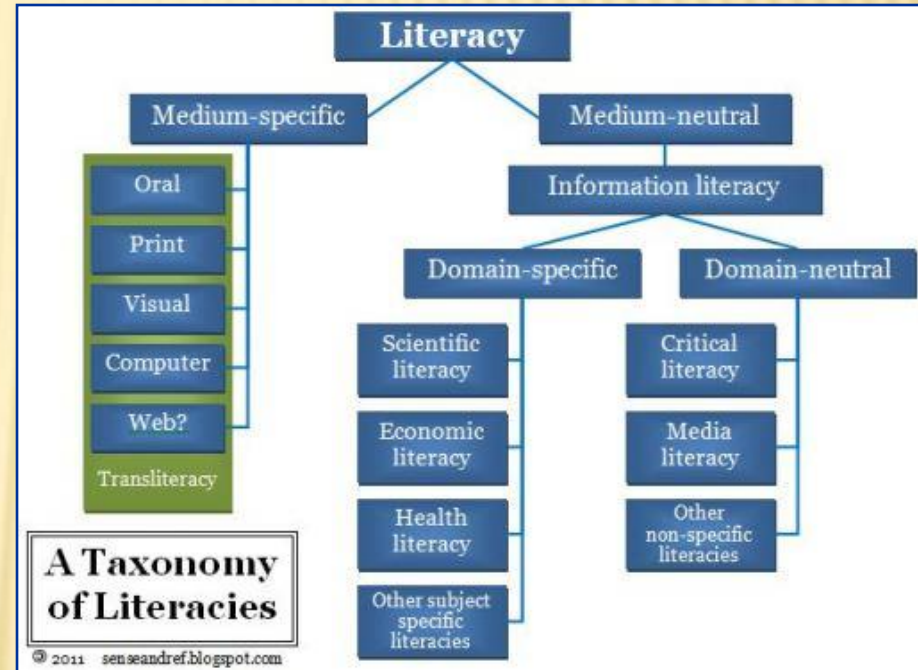 Literacy
Medium-specific
Medium-neutral
Oral
Print
Visual
Computer
Web?
Transliteracy
Information literacy
Domain-specific
Domain-neutral
Scientific
literacy
Economic
literacy
Health
literacy
Other subject
specific
literacies
Critical
literacy
Media
literacy
Other
non-specific
literacies
A Taxonomy
of Literacies
© 2011 senseandref.blogspot.com